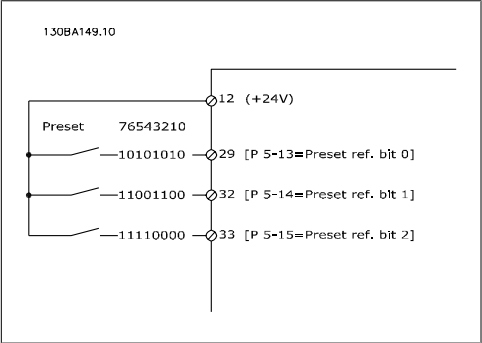 130BA149.10
12 (+24V)
Preset 76543210
10101010 29 [P 5-13=Preset ref. bit 0]
11001100 32 [P 5-14=Preset ref. bit 1]
11110000 33 [P 5-15=Preset ref. bit 2]